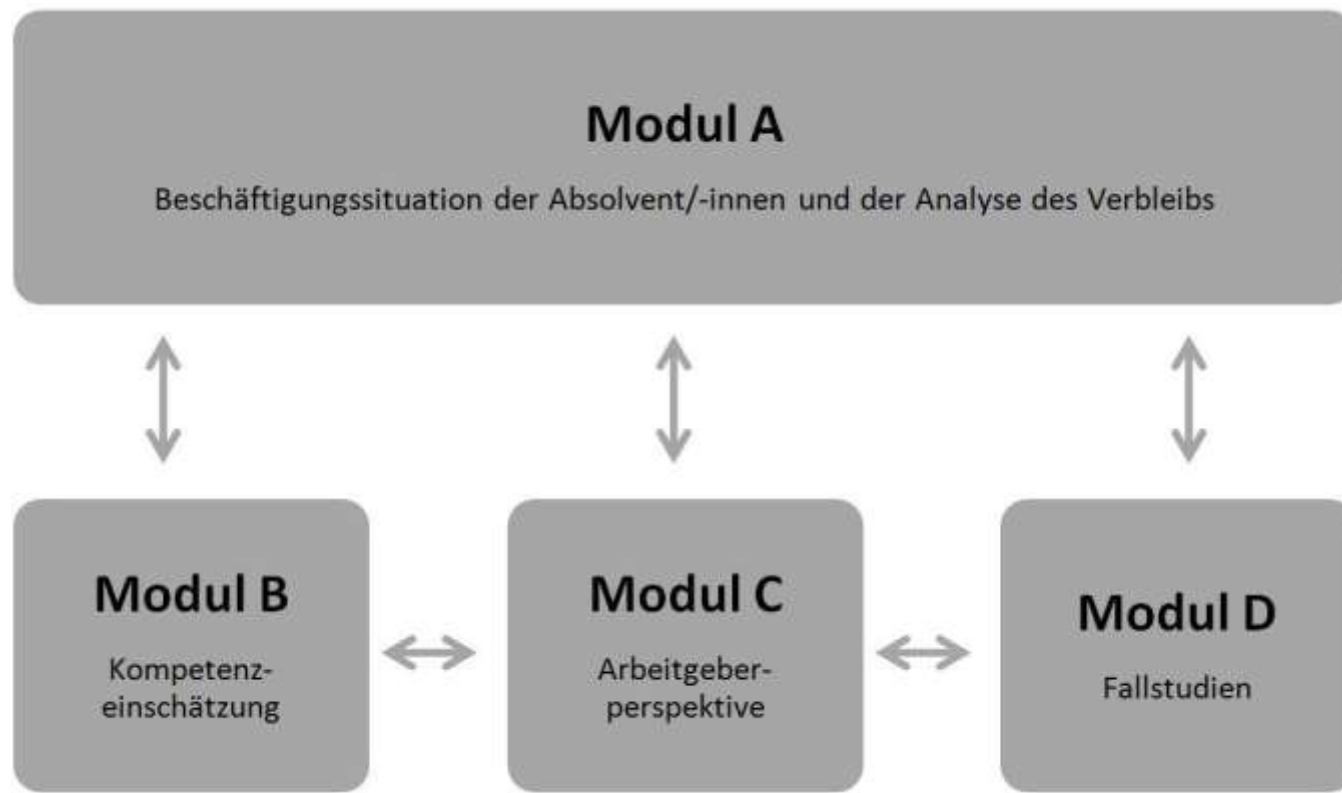 Modul A
Beschäftigungssituation der Absolvent/-innen und der Analyse des Verbleibs
Modul B
Kompetenz-
einschätzung
Modul C
Arbeitgeber-
perspektive
Modul D
Fallstudien